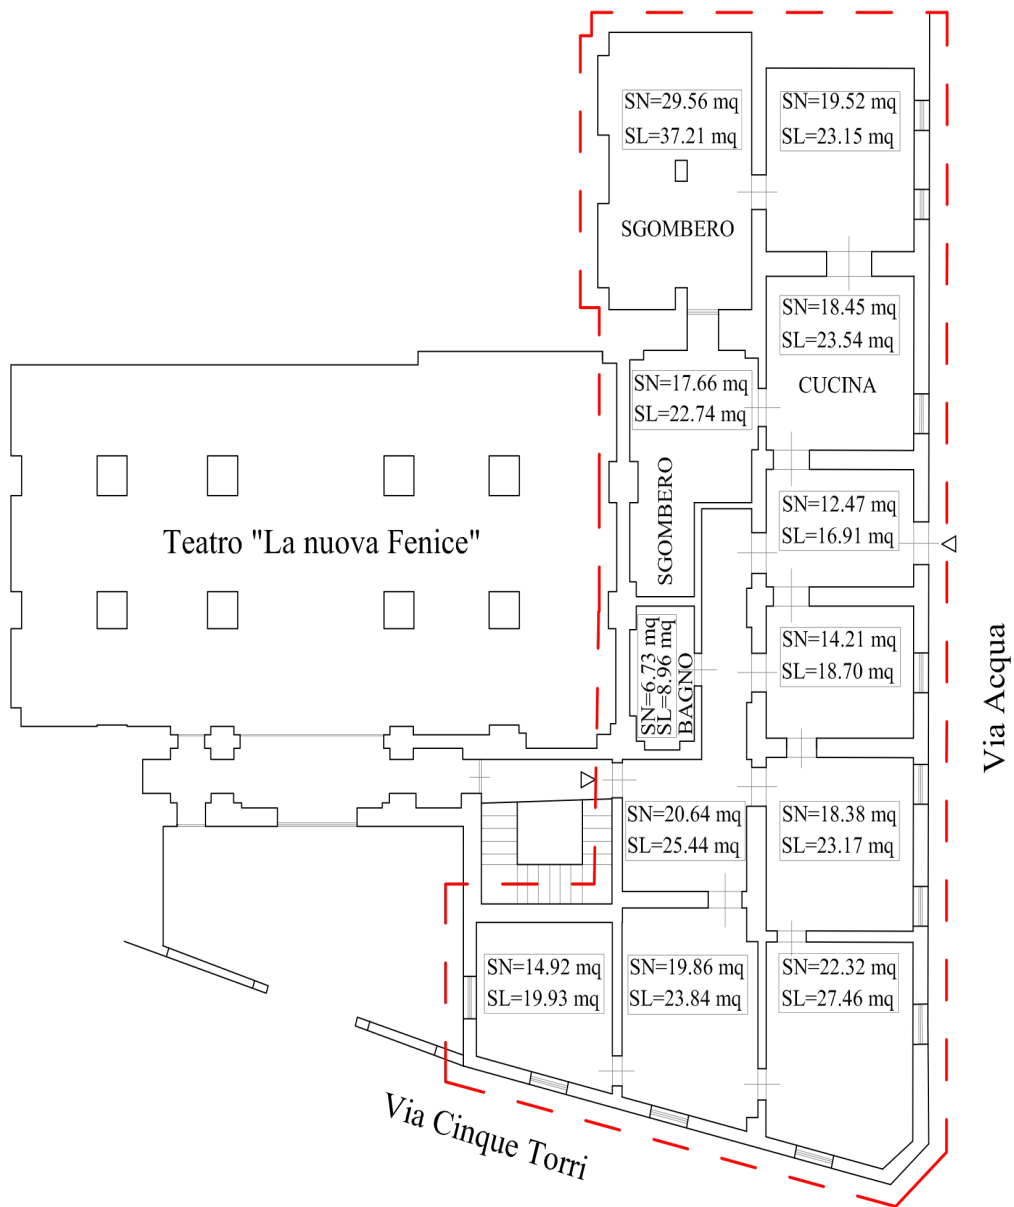 SN=29.56 mq
SL=37.21 mq
SGOMBERO
SN=19.52 mq
SL=23.15 mq
SN=18.45 mq
SL=23.54 mq
CUCINA
SN=17.66 mq
SL=22.74 mq
SGOMBERO
SN=12.47 mq
SL=16.91 mq
Teatro "La nuova Fenice"
SN=6.73 mq
SL=8.96 mq
BAGNO
SN=14.21 mq
SL=18.70 mq
Via Acqua
SN=20.64 mq
SL=25.44 mq
SN=18.38 mq
SL=23.17 mq
SN=14.92 mq
SL=19.93 mq
SN=19.86 mq
SL=23.84 mq
SN=22.32 mq
SL=27.46 mq
Via Cinque Torri